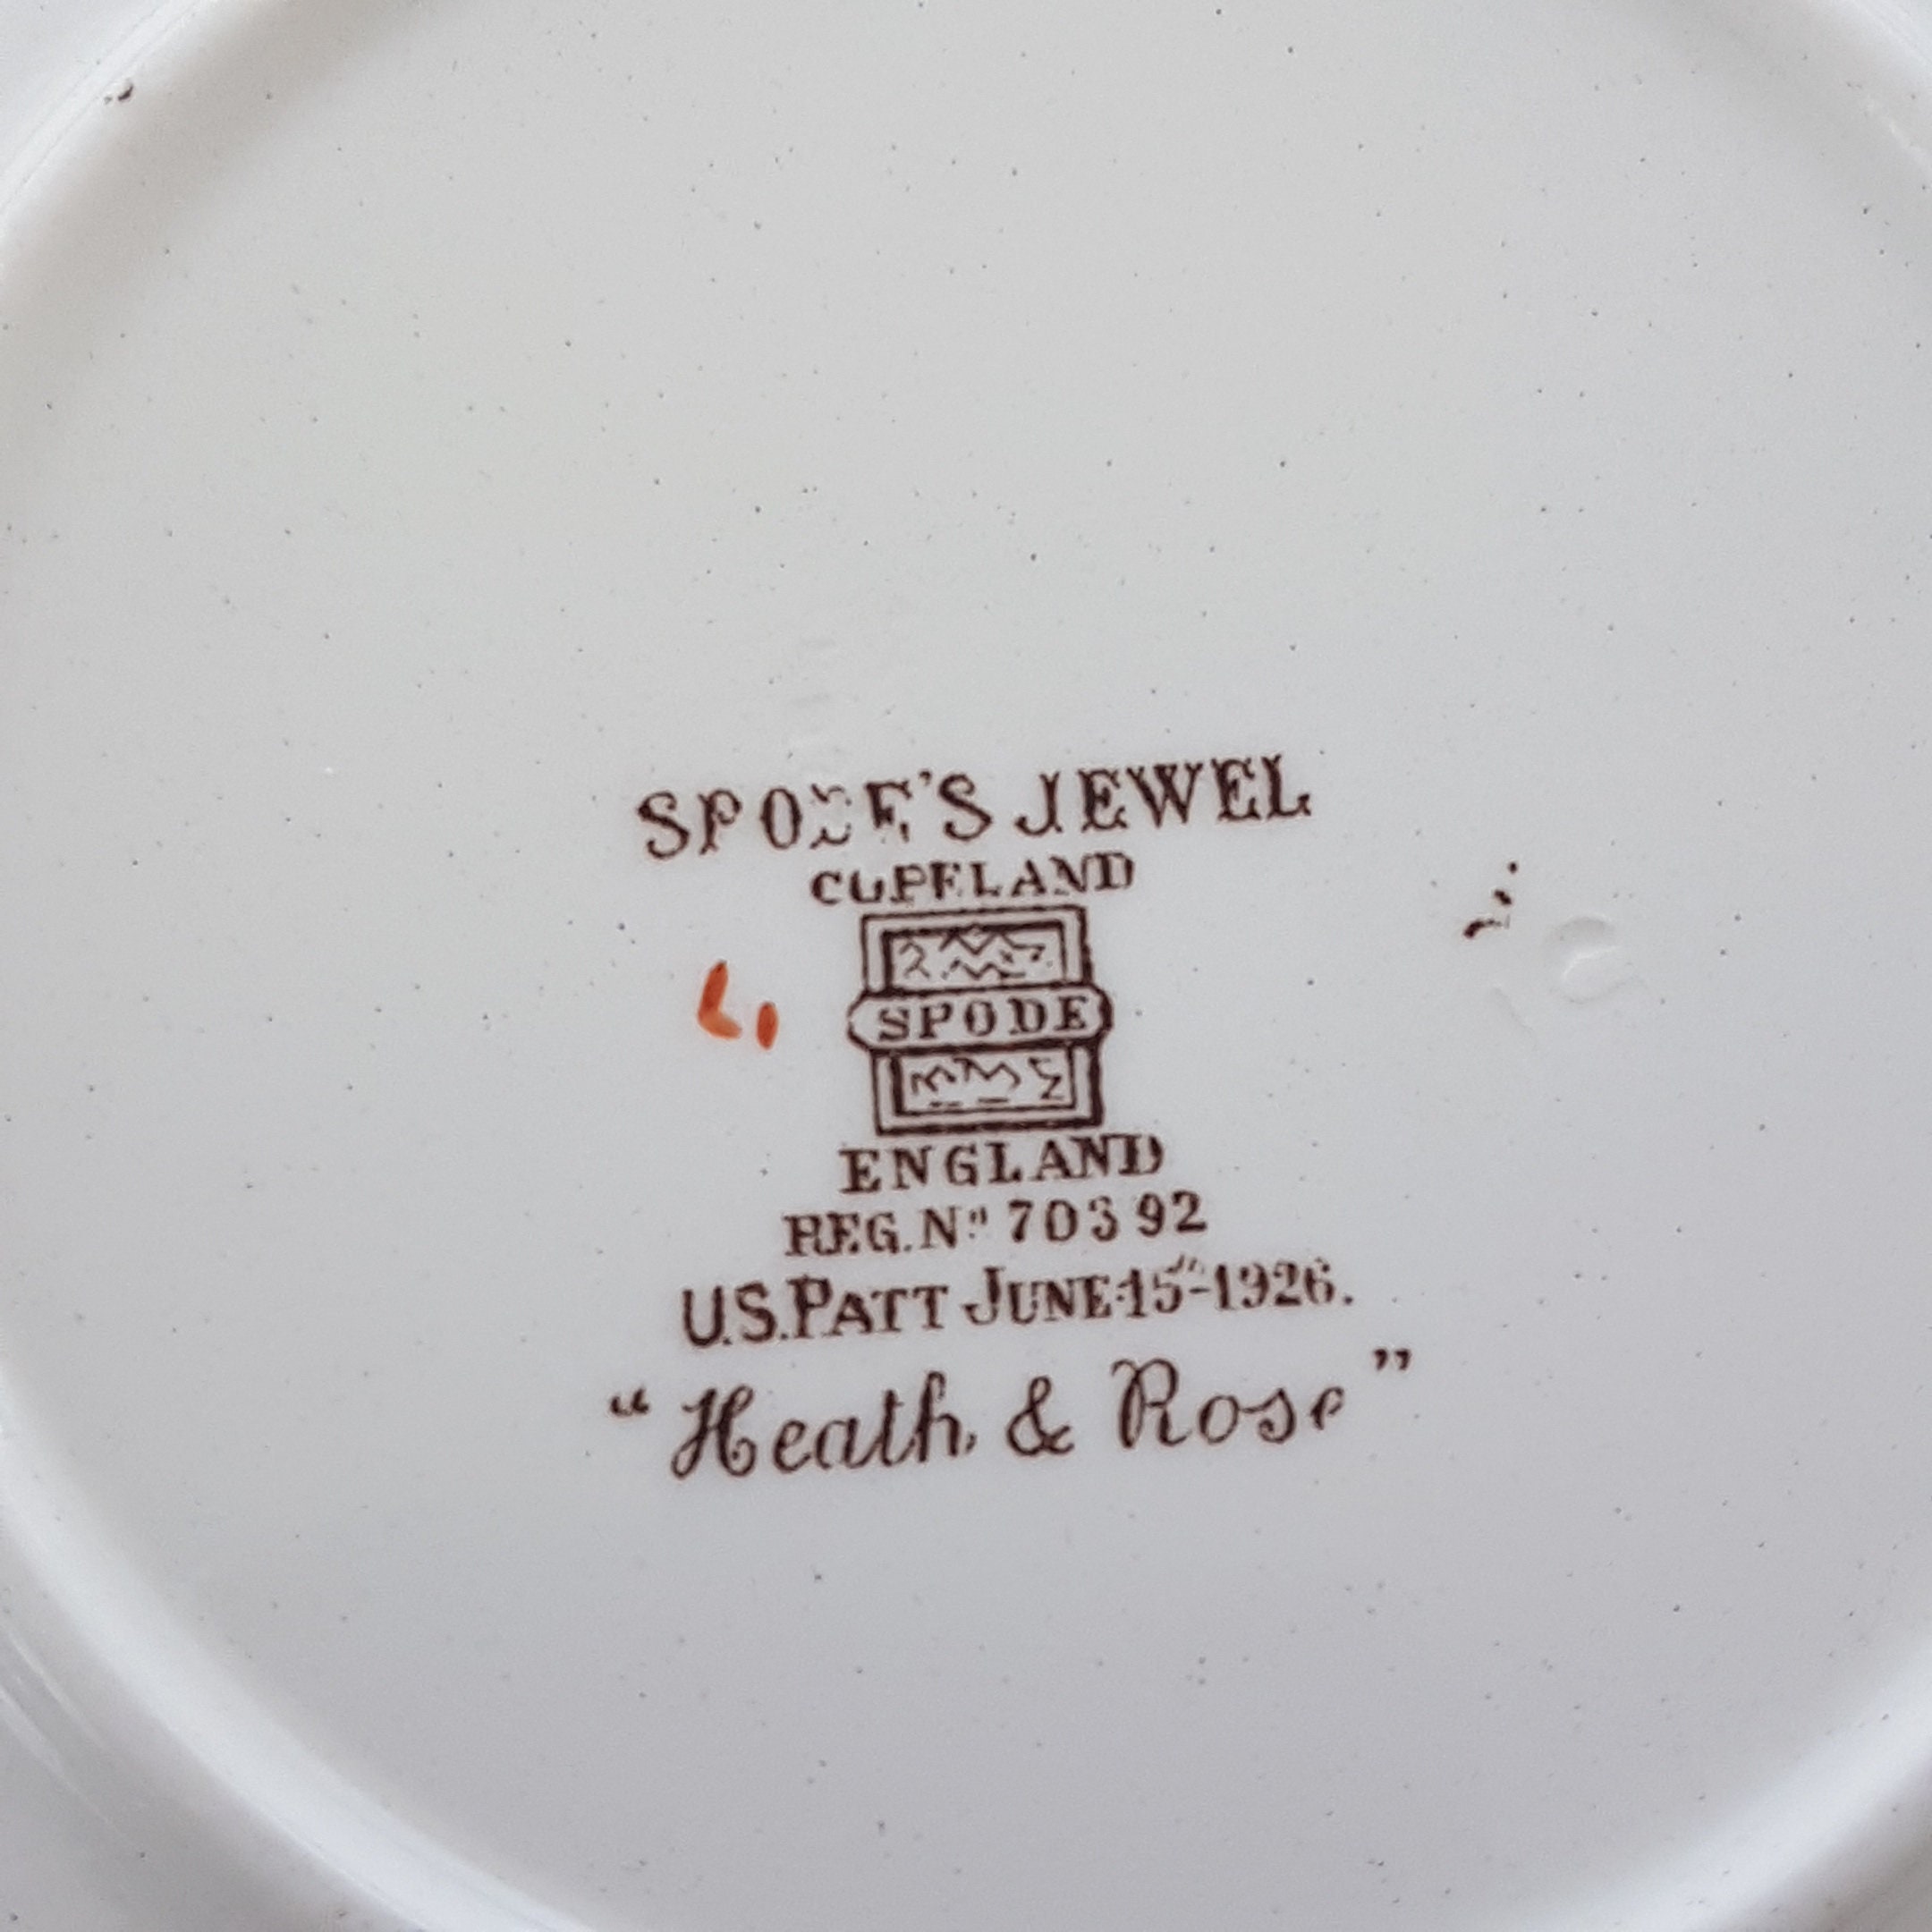 SPODE'S JEWEL
COPELAND
SPODE
ENGLAND
REG. Nº 70392
U.S. PATT JUNE·15TH-1926.
"Heath & Rose"